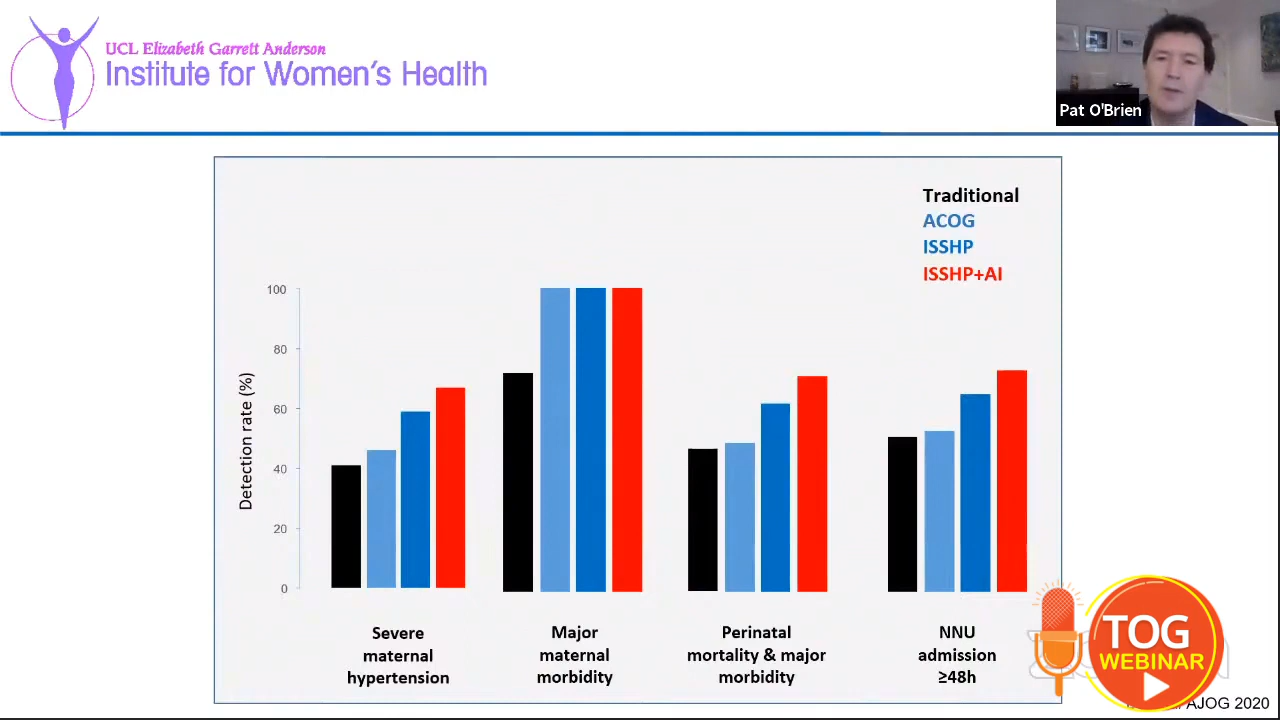 UCL Elizabeth Garrett Anderson
Institute for Women's Health
Pat O'Brien
Traditional
ACOG
ISSHP
ISSHP+AI
Detection rate (%)
100
80
60
40
20
0
Severe
maternal
hypertension
Major
maternal
morbidity
Perinatal
mortality & major
morbidity
NNU
admission
≥48h
TOG
WEBINAR
AJOG 2020